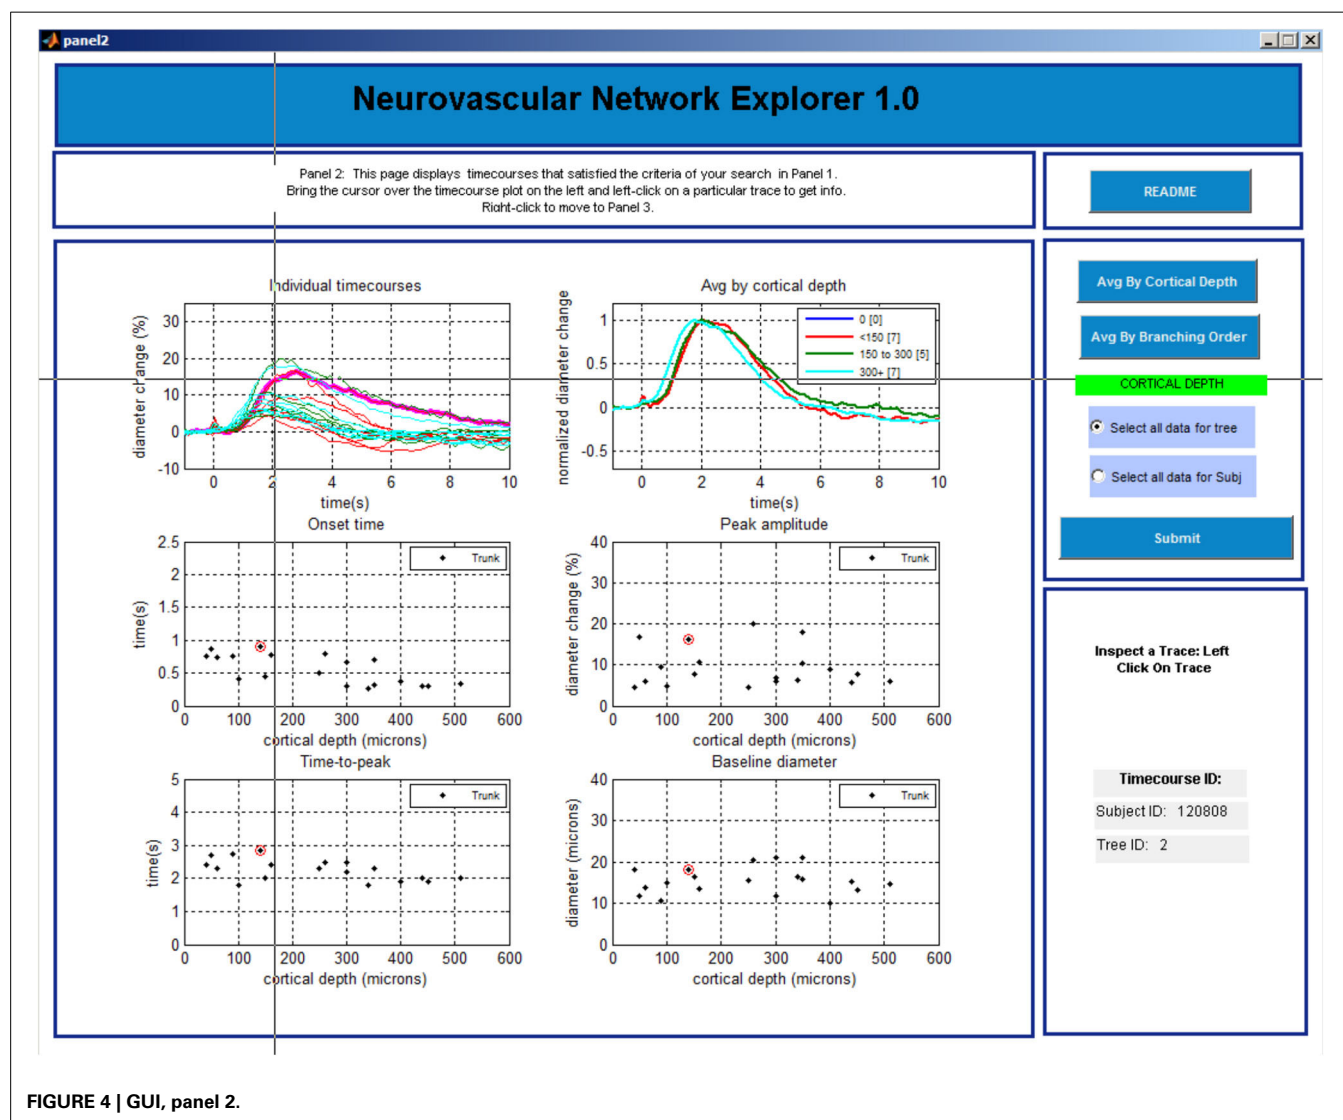 panel2
Neurovascular Network Explorer 1.0
Panel 2: This page displays timecourses that satisfied the criteria of your search in Panel 1.
Bring the cursor over the timecourse plot on the left and left-click on a particular trace to get info.
Right-click to move to Panel 3.
README
Individual timecourses
diameter change (%)
30
20
10
0
-10
0 2 4 6 8 10
time(s)
Avg by cortical depth
normalized diameter change
1
0.5
0
-0.5
0 2 4 6 8 10
time(s)
0 [0]
<150 [7]
150 to 300 [5]
300+ [7]
Onset time
time(s)
2.5
2
1.5
1
0.5
0
0 100 200 300 400 500 600
cortical depth (microns)
Trunk
Peak amplitude
diameter change (%)
40
30
20
10
0
0 100 200 300 400 500 600
cortical depth (microns)
Trunk
Time-to-peak
time(s)
5
4
3
2
1
0
0 100 200 300 400 500 600
cortical depth (microns)
Trunk
Baseline diameter
diameter (microns)
40
30
20
10
0
0 100 200 300 400 500 600
cortical depth (microns)
Trunk
Avg By Cortical Depth
Avg By Branching Order
CORTICAL DEPTH
Select all data for tree
Select all data for Subj
Submit
Inspect a Trace: Left
Click On Trace
Timecourse ID:
Subject ID: 120808
Tree ID: 2
FIGURE 4 | GUI, panel 2.